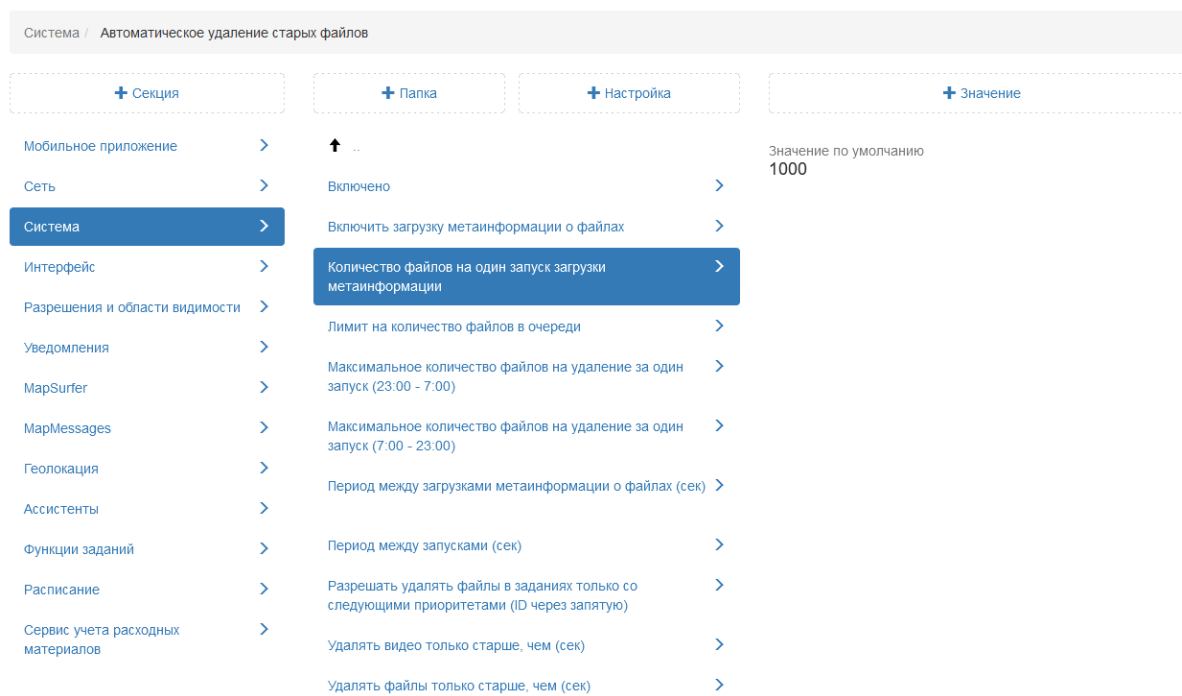 Система / Автоматическое удаление старых файлов
+ Секция
+ Папка
+ Настройка
+ Значение
Мобильное приложение
Сеть
Система
Интерфейс
Разрешения и области видимости
Уведомления
MapSurfer
MapMessages
Геолокация
Ассистенты
Функции заданий
Расписание
Сервис учета расходных
материалов
..
Включено
Включить загрузку метаинформации о файлах
Количество файлов на один запуск загрузки
метаинформации
Лимит на количество файлов в очереди
Максимальное количество файлов на удаление за один
запуск (23:00 - 7:00)
Максимальное количество файлов на удаление за один
запуск (7:00 - 23:00)
Период между загрузками метаинформации о файлах (сек)
Период между запусками (сек)
Разрешать удалять файлы в заданиях только со
следующими приоритетами (ID через запятую)
Удалять видео только старше, чем (сек)
Удалять файлы только старше, чем (сек)
Значение по умолчанию
1000